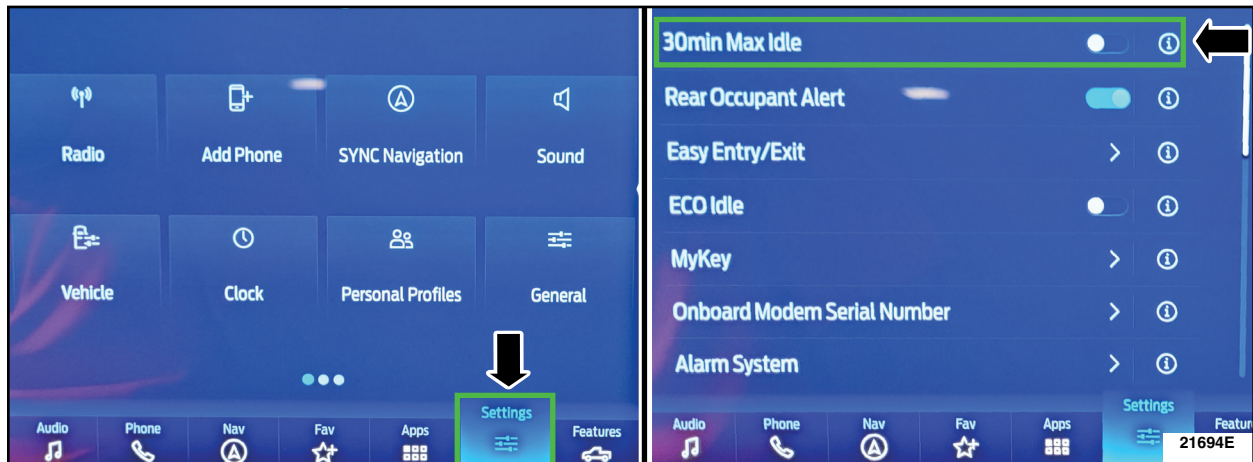 Radio
Add Phone
SYNC Navigation
Sound
Vehicle
Clock
Personal Profiles
General
Audio
Phone
Nav
Fav
Apps
Settings
Features
30min Max Idle
Rear Occupant Alert
Easy Entry/Exit
ECO Idle
MyKey
Onboard Modem Serial Number
Alarm System
Audio
Phone
Nav
Fav
Apps
Settings
Featur
21694E